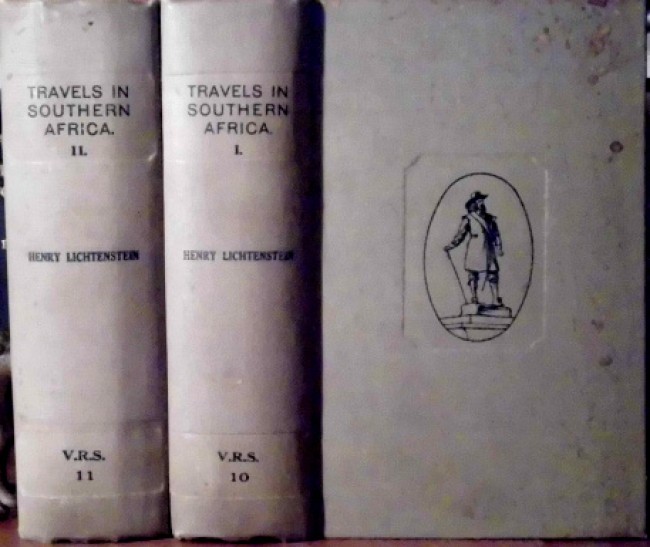 TRAVELS IN
SOUTHERN
AFRICA.
II.
HENRY LICHTENSTEIN
V.R.S.
11
TRAVELS IN
SOUTHERN
AFRICA.
I.
HENRY LICHTENSTEIN
V.R.S.
10